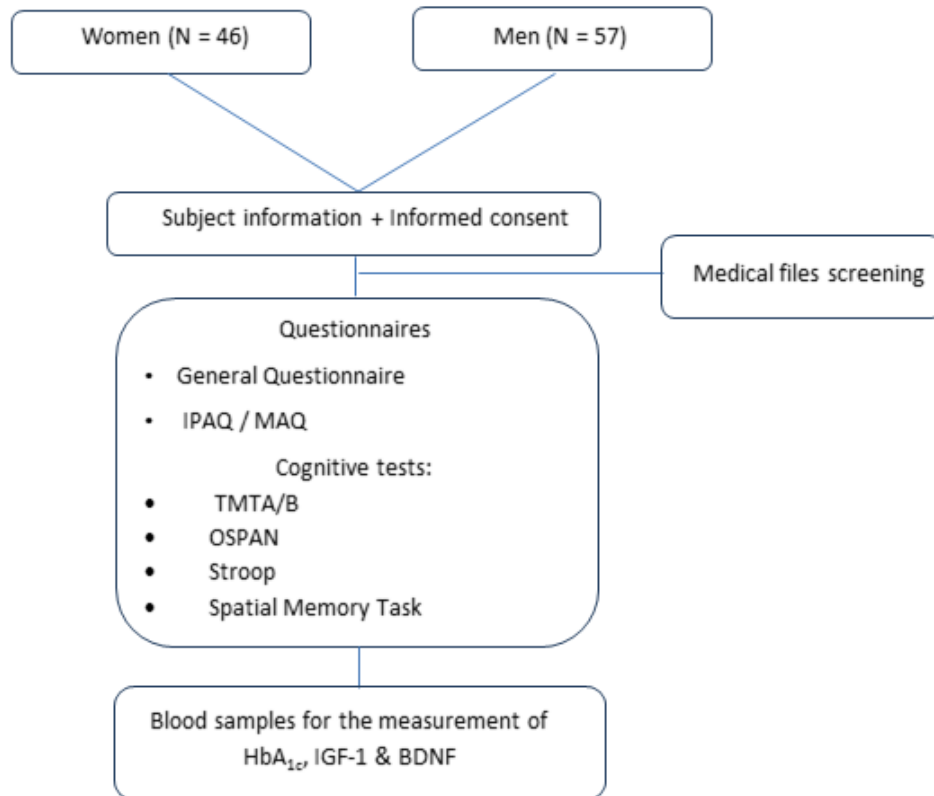 Women (N = 46)
Men (N = 57)
Subject information + Informed consent
Medical files screening
Questionnaires
• General Questionnaire
• IPAQ / MAQ
Cognitive tests:
• TMTA/B
• OSPAN
• Stroop
• Spatial Memory Task
Blood samples for the measurement of
HbA1c, IGF-1 & BDNF